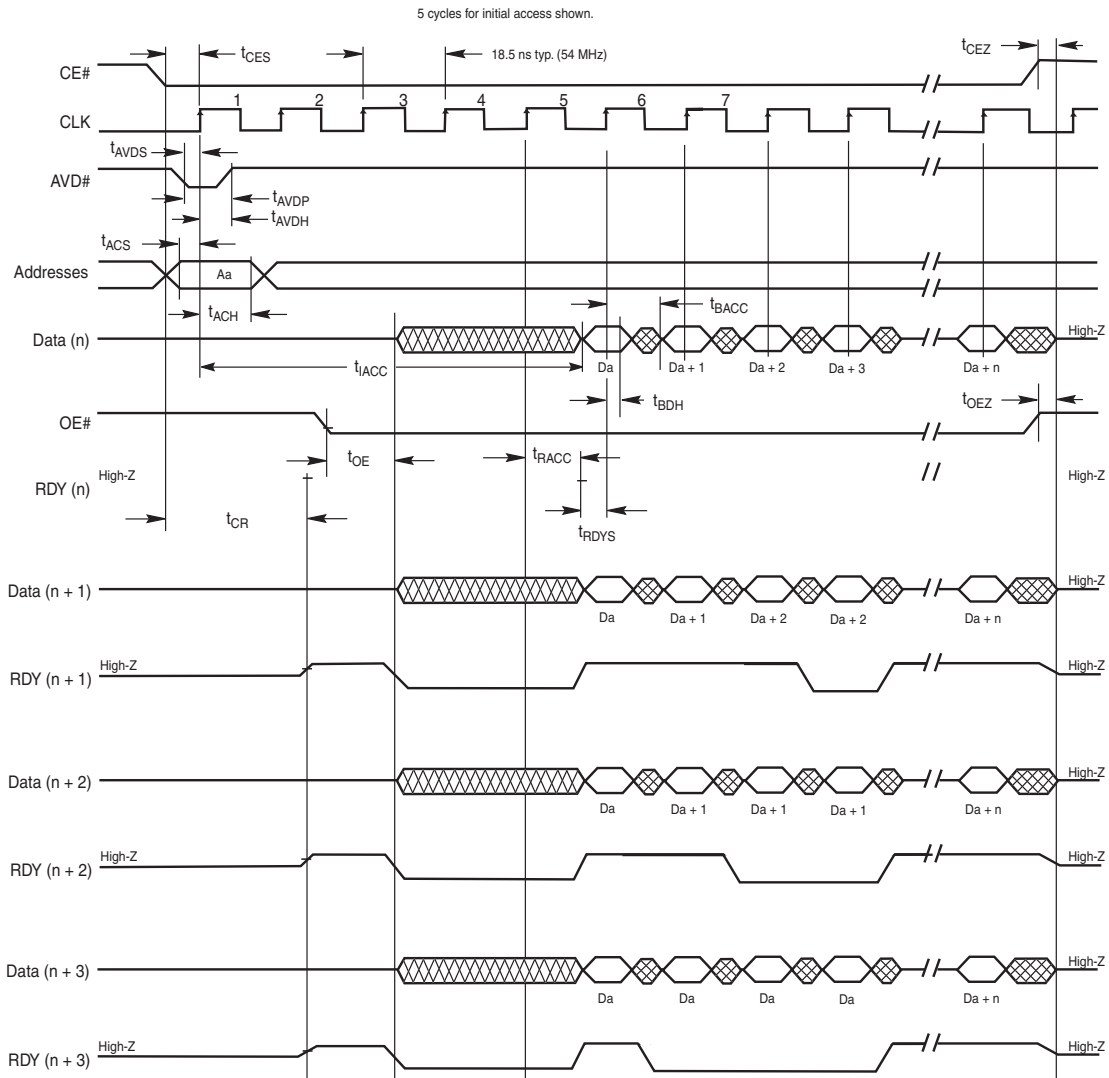 5 cycles for initial access shown.
tCES
18.5 ns typ. (54 MHz)
tCEZ
CE#
1 2 3 4 5 6 7
CLK
tAVDS
AVD#
tAVDP
tAVDH
tACS
Addresses
Aa
tACH
tBACC
Data (n)
High-Z
tIACC
Da Da + 1 Da + 2 Da + 3 Da + n
tBDH
tOEZ
OE#
tOE
tRACC
RDY (n)
High-Z
High-Z
tCR
tRDYS
Data (n + 1)
High-Z
Da Da + 1 Da + 2 Da + 2 Da + n
RDY (n + 1)
High-Z
High-Z
Data (n + 2)
High-Z
Da Da + 1 Da + 1 Da + 1 Da + n
RDY (n + 2)
High-Z
High-Z
Data (n + 3)
High-Z
Da Da Da Da Da + n
RDY (n + 3)
High-Z
High-Z